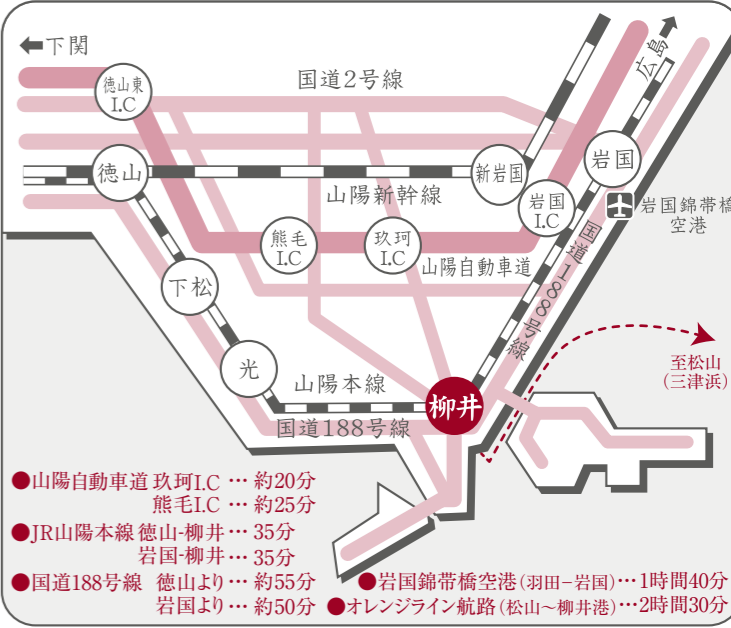 下関
徳山東
I.C
国道2号線
広島
徳山
新岩国
岩国
山陽新幹線
岩国
I.C
岩国錦帯橋
空港
熊毛
I.C
玖珂
I.C
山陽自動車道
国道188号線
下松
光
山陽本線
柳井
国道188号線
至松山
(三津浜)
●山陽自動車道 玖珂I.C … 約20分
熊毛I.C … 約25分
●JR山陽本線 徳山-柳井 … 35分
岩国-柳井 … 35分
●国道188号線 徳山より … 約55分
岩国より … 約50分
●岩国錦帯橋空港(羽田−岩国)…1時間40分
●オレンジライン航路(松山～柳井港)…2時間30分